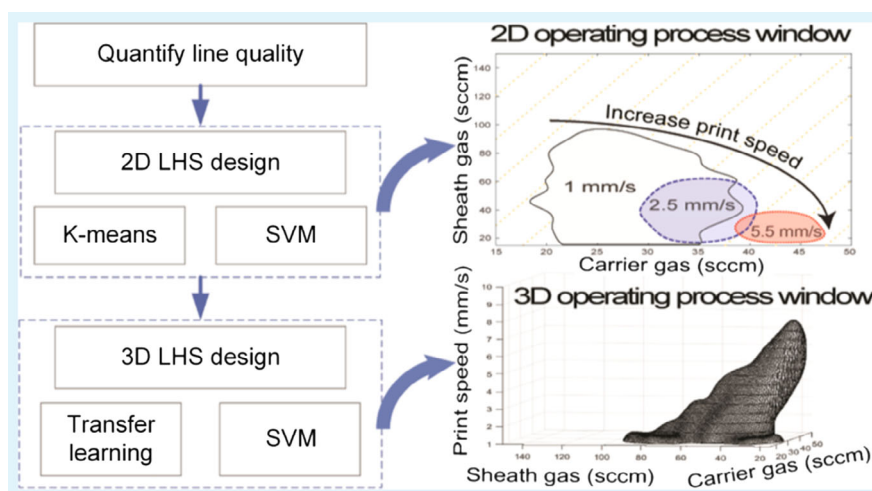 Quantify line quality
2D LHS design
K-means
SVM
3D LHS design
Transfer
learning
SVM
2D operating process window
Sheath gas (sccm)
140
120
100
80
60
40
20
Increase print speed
1 mm/s
2.5 mm/s
5.5 mm/s
15
20
25
30
35
40
45
50
Carrier gas (sccm)
3D operating process window
Print speed (mm/s)
10
9
8
7
6
5
4
3
2
1
140
120
100
80
60
40
20
20
30
40
50
Sheath gas (sccm)
Carrier gas (sccm)